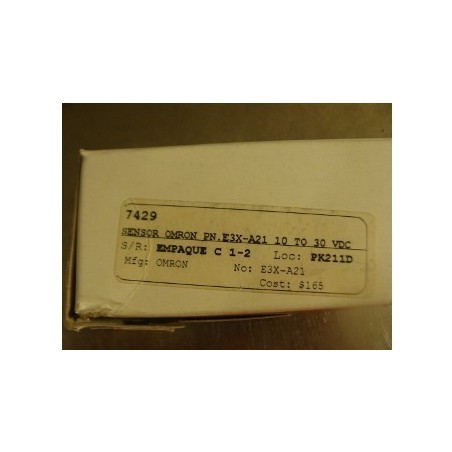 7429
SENSOR OMRON PN.E3X-A21 10 TO 30 VDC
S/R: EMPAQUE C 1-2 Loc: PK211D
Mfg: OMRON No: E3X-A21
Cost: $165